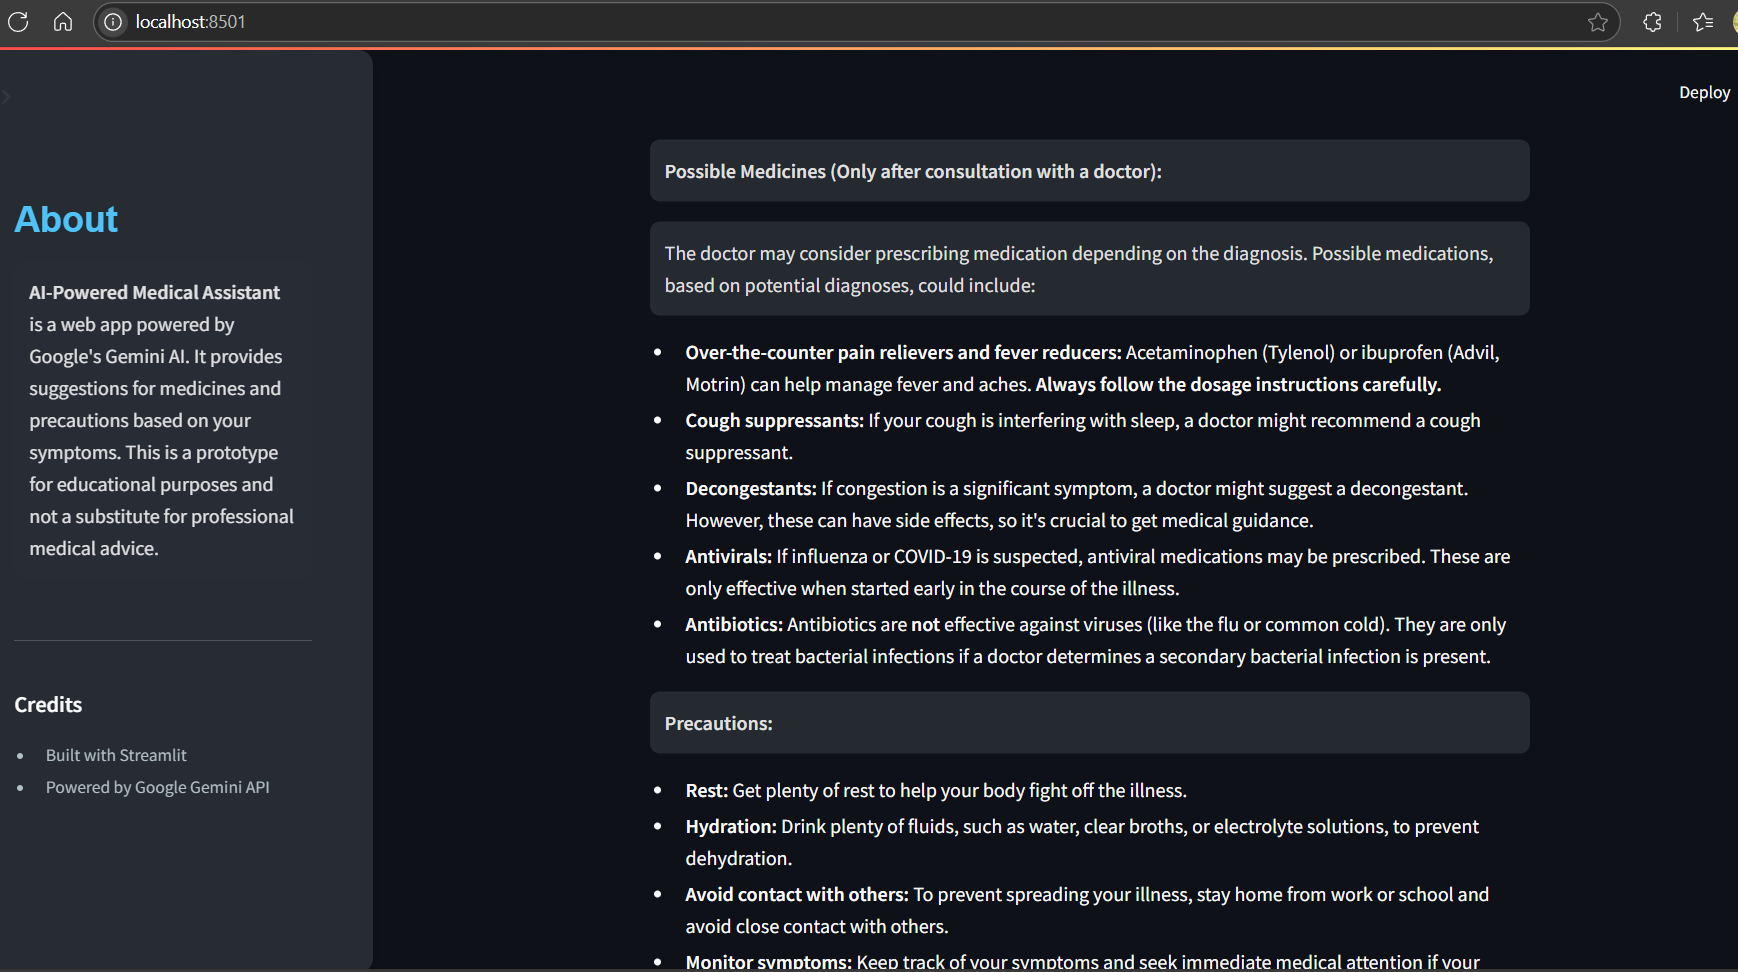 localhost:8501
Deploy
About
AI-Powered Medical Assistant
is a web app powered by
Google's Gemini AI. It provides
suggestions for medicines and
precautions based on your
symptoms. This is a prototype
for educational purposes and
not a substitute for professional
medical advice.
Credits
• Built with Streamlit
• Powered by Google Gemini API
Possible Medicines (Only after consultation with a doctor):
The doctor may consider prescribing medication depending on the diagnosis. Possible medications,
based on potential diagnoses, could include:
• Over-the-counter pain relievers and fever reducers: Acetaminophen (Tylenol) or ibuprofen (Advil,
Motrin) can help manage fever and aches. Always follow the dosage instructions carefully.
• Cough suppressants: If your cough is interfering with sleep, a doctor might recommend a cough
suppressant.
• Decongestants: If congestion is a significant symptom, a doctor might suggest a decongestant.
However, these can have side effects, so it's crucial to get medical guidance.
• Antivirals: If influenza or COVID-19 is suspected, antiviral medications may be prescribed. These are
only effective when started early in the course of the illness.
• Antibiotics: Antibiotics are not effective against viruses (like the flu or common cold). They are only
used to treat bacterial infections if a doctor determines a secondary bacterial infection is present.
Precautions:
• Rest: Get plenty of rest to help your body fight off the illness.
• Hydration: Drink plenty of fluids, such as water, clear broths, or electrolyte solutions, to prevent
dehydration.
• Avoid contact with others: To prevent spreading your illness, stay home from work or school and
avoid close contact with others.
• Monitor symptoms: Keep track of your symptoms and seek immediate medical attention if your